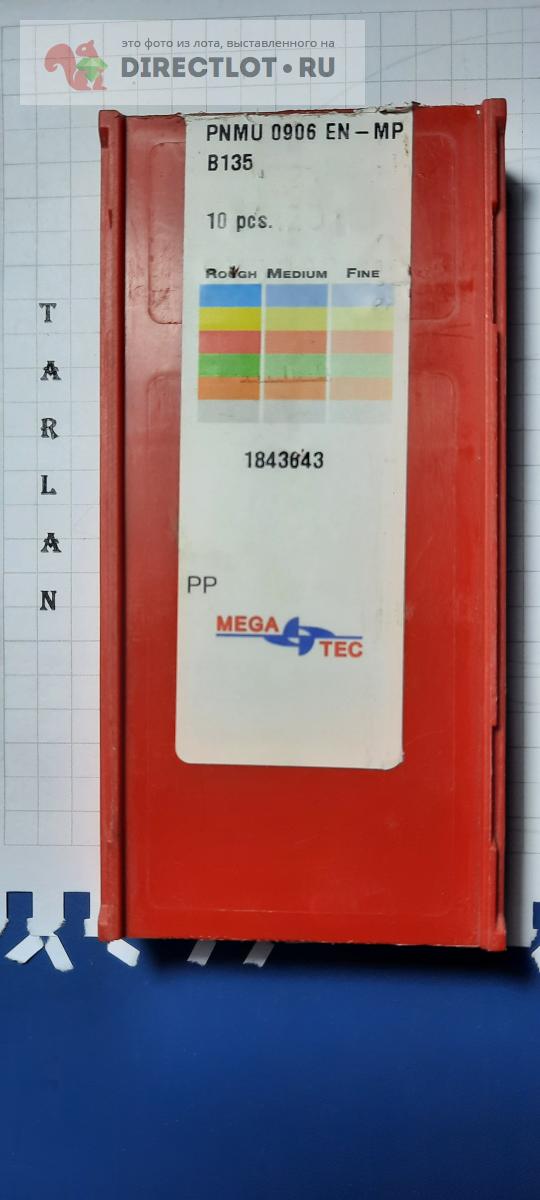 это фото из лота, выставленного на
DIRECTLOT•RU
PNMU 0906 EN-MP
B135
10 pcs.
ROUGH MEDIUM FINE
1843643
PP
MEGA
TEC
T
A
R
L
A
N